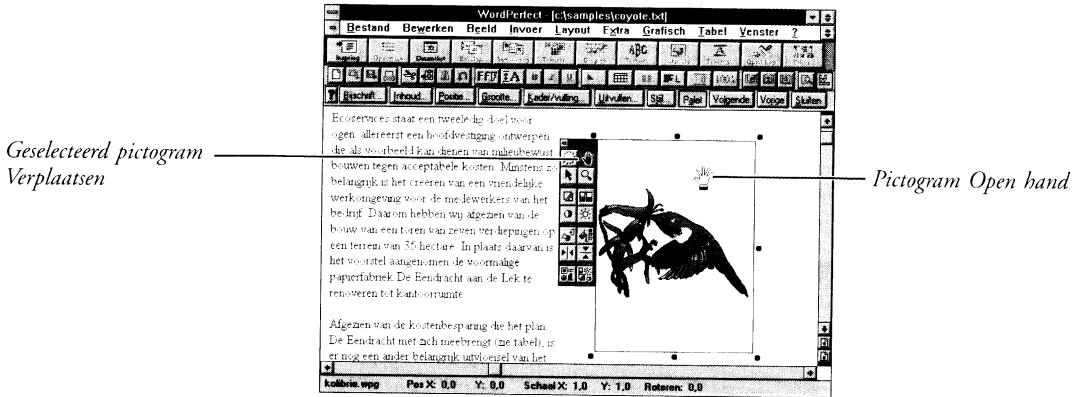 WordPerfect - [c:\samples\coyote.txt]
Bestand Bewerken Beeld Invoer Layout Extra Grafisch Tabel Venster ?
Bijschrift... Inhoud... Positie... Grootte... Kader/vulling... Uitvullen... Stijl... Palet Volgende Vorige Sluiten
Ecoservices staat een tweeledig doel voor
ogen: allereerst een hoofdvestiging ontwerpen
die als voorbeeld kan dienen van milieubewust
bouwen tegen acceptabele kosten. Minstens zo
belangrijk is het creëren van een vriendelijke
werkomgeving voor de medewerkers van het
bedrijf. Daarom hebben wij afgezien van de
bouw van een toren van zeven verdiepingen op
een terrein van 35 hectare. In plaats daarvan is
het voorstel aangenomen de voormalige
papierfabriek De Eendracht aan de Lek te
renoveren tot kantoorruimte.
Afgezien van de kostenbesparing die het plan
De Eendracht met zich meebrengt (zie tabel), is
er nog een ander belangrijk uitvloeisel van het
kolibrie.wpg Pos X: 0,0 Y: 0,0 Schaal X: 1,0 Y: 1,0 Roteren: 0,0
Geselecteerd pictogram
Verplaatsen
Pictogram Open hand